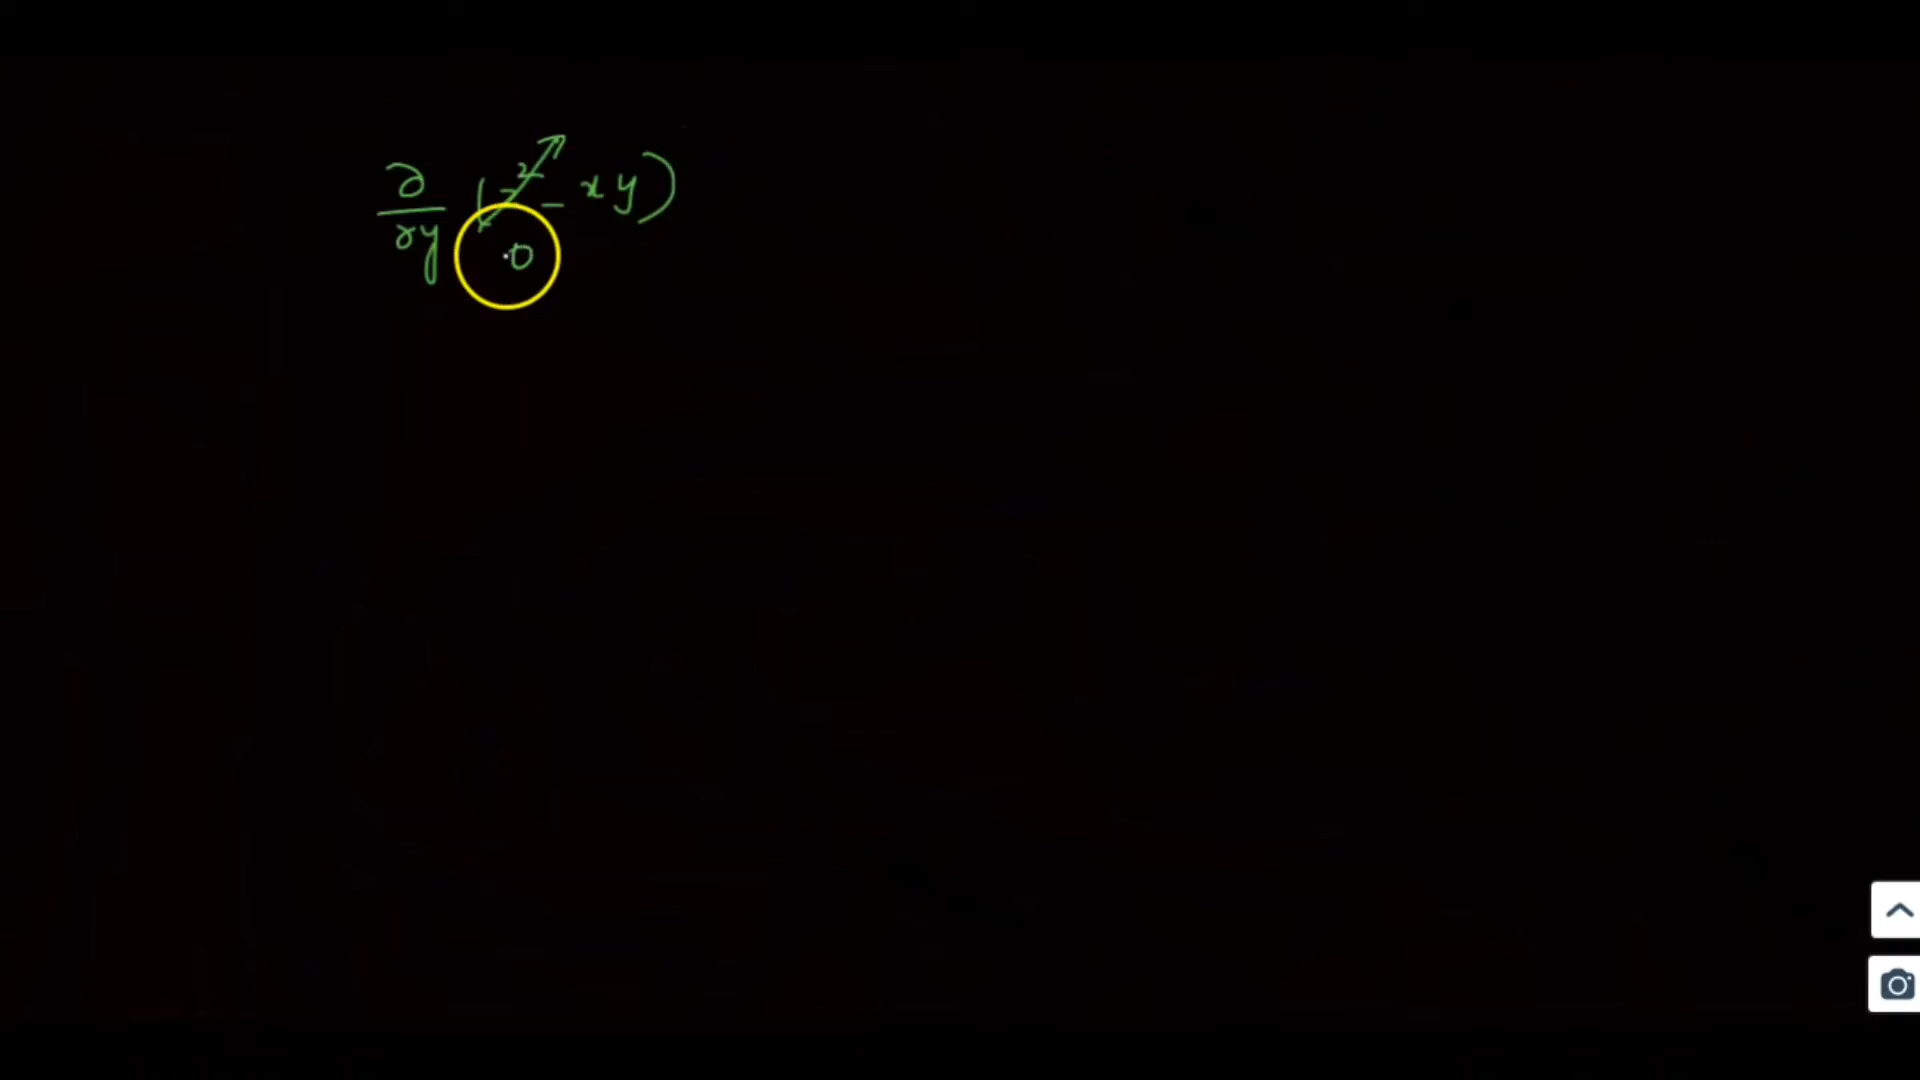 ∂/∂y (z² - xy)
0